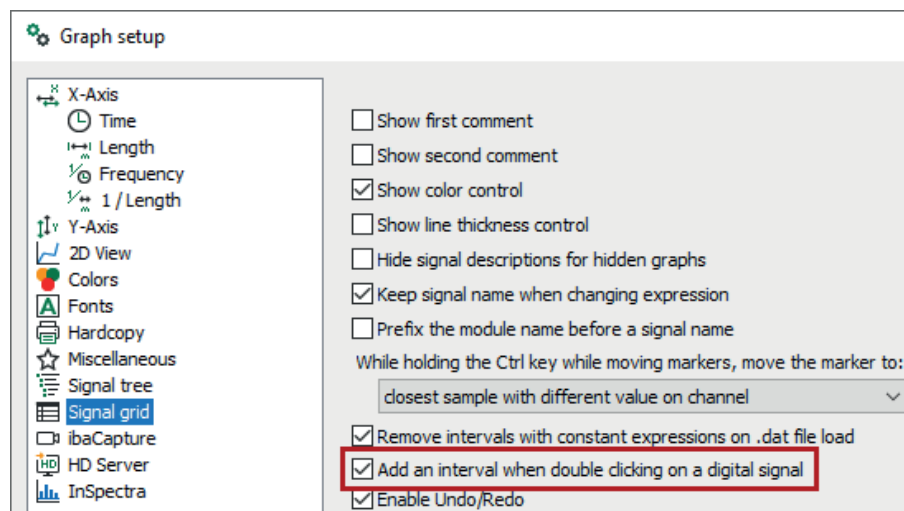 Graph setup
X-Axis
Time
Length
Frequency
1 / Length
Y-Axis
2D View
Colors
Fonts
Hardcopy
Miscellaneous
Signal tree
Signal grid
ibaCapture
HD Server
InSpectra
Show first comment
Show second comment
Show color control
Show line thickness control
Hide signal descriptions for hidden graphs
Keep signal name when changing expression
Prefix the module name before a signal name
While holding the Ctrl key while moving markers, move the marker to:
closest sample with different value on channel
Remove intervals with constant expressions on .dat file load
Add an interval when double clicking on a digital signal
Enable Undo/Redo